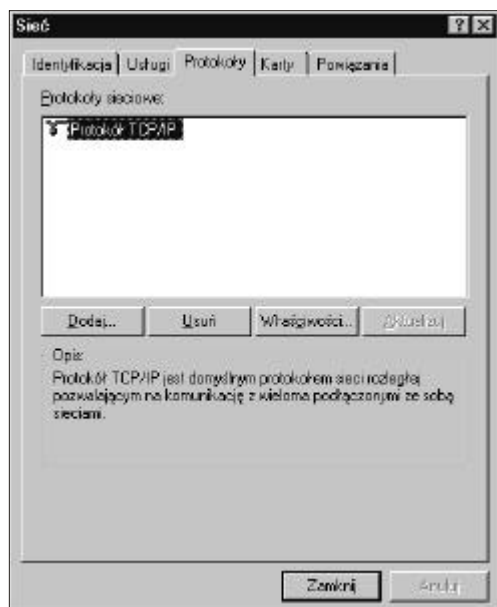 Sieć
Identyfikacja Usługi Protokoły Karty Powiązania
Protokoły sieciowe:
Protokół TCP/IP
Dodaj... Usuń Właściwości... Aktualizuj
Opis:
Protokół TCP/IP jest domyślnym protokołem sieci rozległej
pozwalającym na komunikację z wieloma podłączonymi ze sobą
sieciami.
Zamknij Anuluj